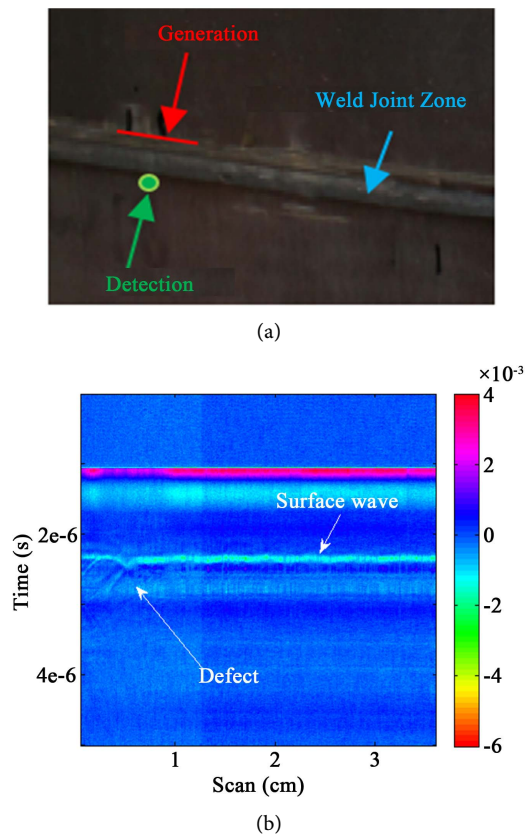 Generation
Weld Joint Zone
Detection
(a)
×10⁻³
4
2
0
-2
-4
-6
Surface wave
2e-6
Time (s)
Defect
4e-6
1 2 3
Scan (cm)
(b)